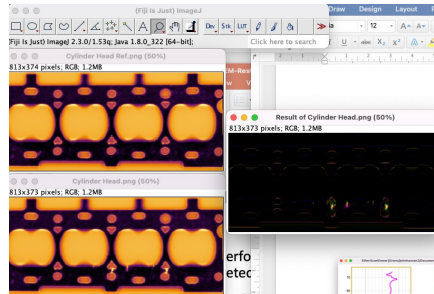 (Fiji Is Just) ImageJ
Draw Design Layout
Dev Stk LUT
12
(Fiji Is Just) ImageJ 2.3.0/1.53q; Java 1.8.0_322 [64-bit];
Click here to search
Cylinder Head Ref.png (50%)
813x374 pixels; RGB; 1.2MB
Result of Cylinder Head.png (50%)
813x373 pixels; RGB; 1.2MB
Cylinder Head.png (50%)
813x373 pixels; RGB; 1.2MB
erfo
etec